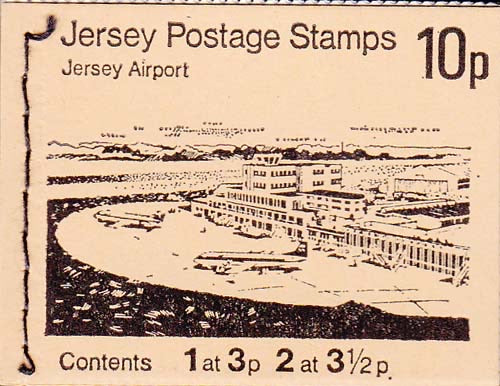 Jersey Postage Stamps 10p
Jersey Airport
Contents 1 at 3p 2 at 3½p.